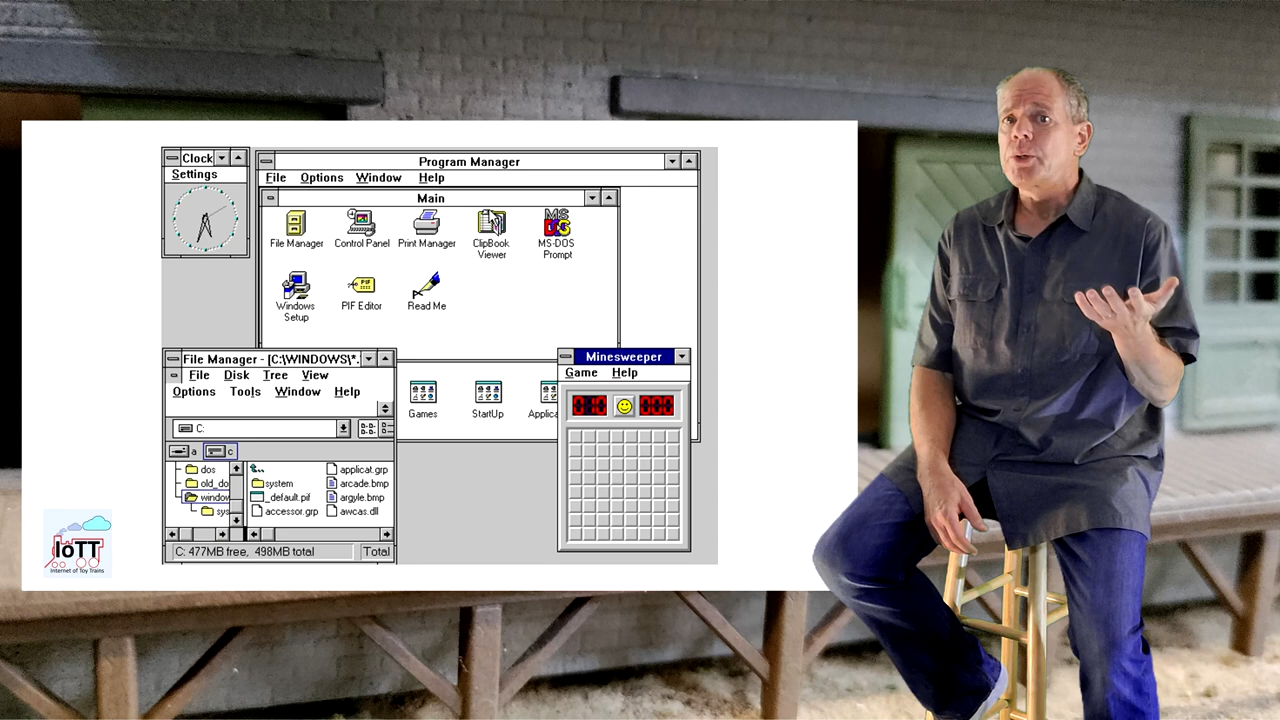 Clock
Settings
Program Manager
File Options Window Help
Main
File Manager
Control Panel
Print Manager
ClipBook
Viewer
MS-DOS
Prompt
MS
DOS
Windows
Setup
PIF Editor
PIF
Read Me
File Manager - [C:\WINDOWS\*.
File Disk Tree View
Options Tools Window Help
C:
a c
dos
old_do
window
sys
system
_default.pif
accessor.grp
applicat.grp
arcade.bmp
argyle.bmp
awcas.dll
C: 477MB free, 498MB total
Total
Games
StartUp
Applica
Minesweeper
Game Help
010 000
IoTT
Internet of Toy Trains